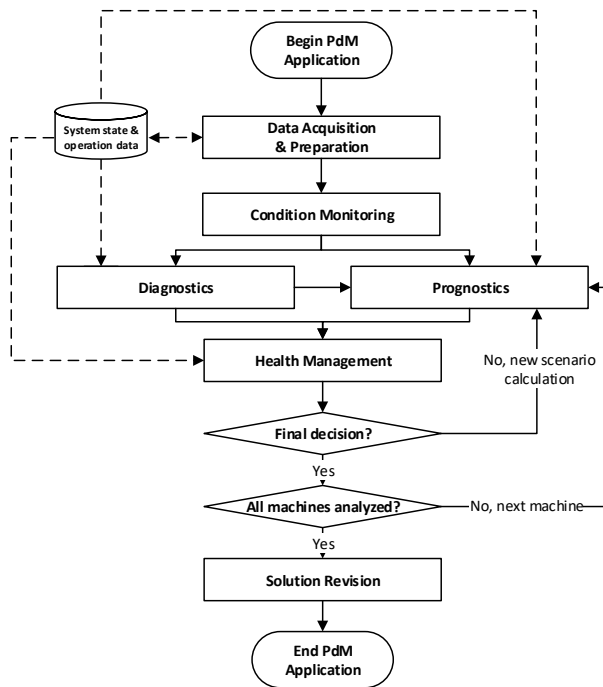 Begin PdM
Application
System state &
operation data
Data Acquisition
& Preparation
Condition Monitoring
Diagnostics
Prognostics
Health Management
No, new scenario
calculation
Final decision?
Yes
All machines analyzed?
No, next machine
Yes
Solution Revision
End PdM
Application